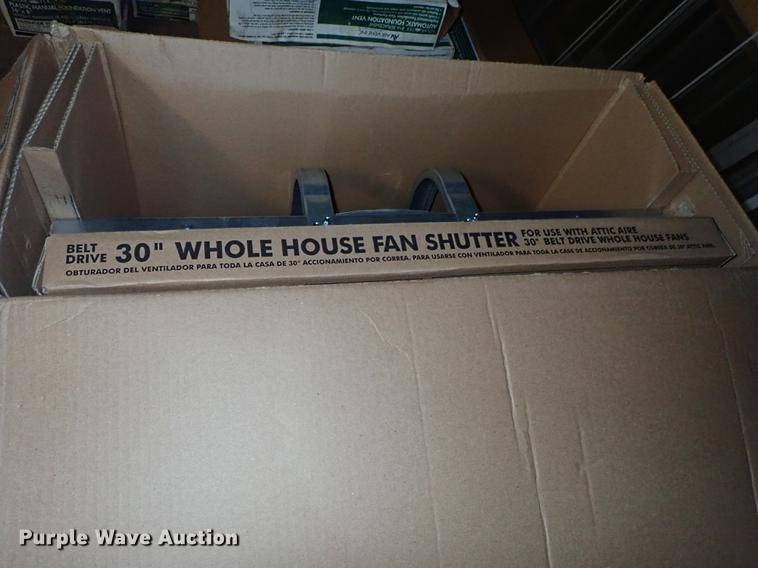 PLASTIC MANUAL FOUNDATION VENT
AUTOMATIC FOUNDATION VENT
BELT
DRIVE
30" WHOLE HOUSE FAN SHUTTER
FOR USE WITH ATTIC AIRE
30" BELT DRIVE WHOLE HOUSE FANS
OBTURADOR DEL VENTILADOR PARA TODA LA CASA DE 30" ACCIONAMIENTO POR CORREA. PARA USARSE CON VENTILADOR PARA TODA LA CASA DE ACCIONAMIENTO POR CORREA DE 30" ATTIC AIRE.
Purple Wave Auction